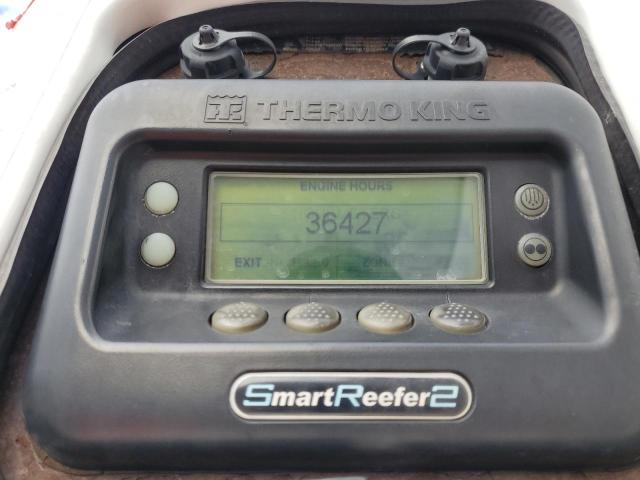 THERMO KING
ENGINE HOURS
36427
EXIT
SmartReefer2